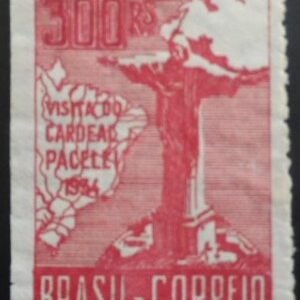 300 RS
VISITA DO
CARDEAL
PACELLI
1934
BRASIL-CORREIO